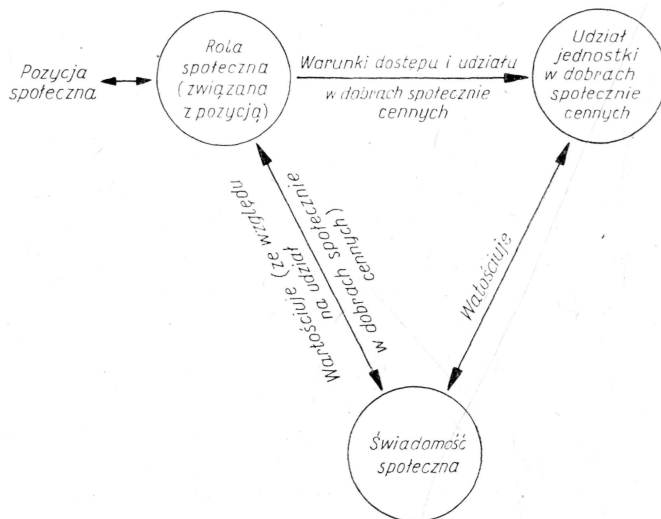 Pozycja
społeczna
Rola
społeczna
(związana
z pozycją)
Warunki dostępu i udziału
w dobrach społecznie
cennych
Udział
jednostki
w dobrach
społecznie
cennych
Wartościuje (ze względu
na udział
w dobrach społecznie
cennych)
Watościuje
Świadomość
społeczna